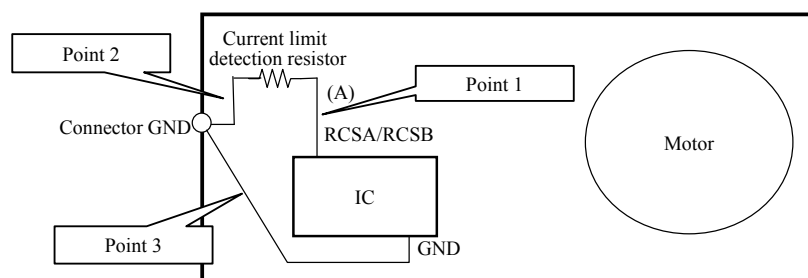 Point 2
Current limit
detection resistor
(A)
Point 1
Connector GND
RCSA/RCSB
Motor
IC
Point 3
GND